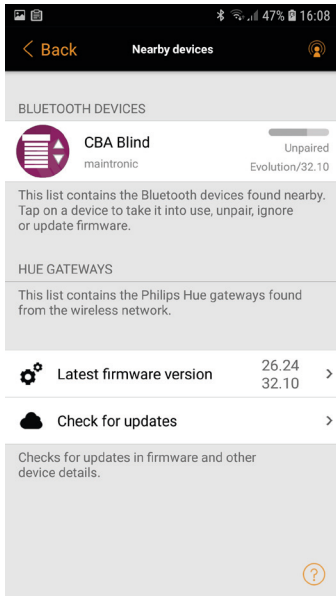 47% 16:08
Back
Nearby devices
BLUETOOTH DEVICES
CBA Blind
maintronic
Unpaired
Evolution/32.10
This list contains the Bluetooth devices found nearby.
Tap on a device to take it into use, unpair, ignore
or update firmware.
HUE GATEWAYS
This list contains the Philips Hue gateways found
from the wireless network.
Latest firmware version
26.24
32.10
Check for updates
Checks for updates in firmware and other
device details.
?